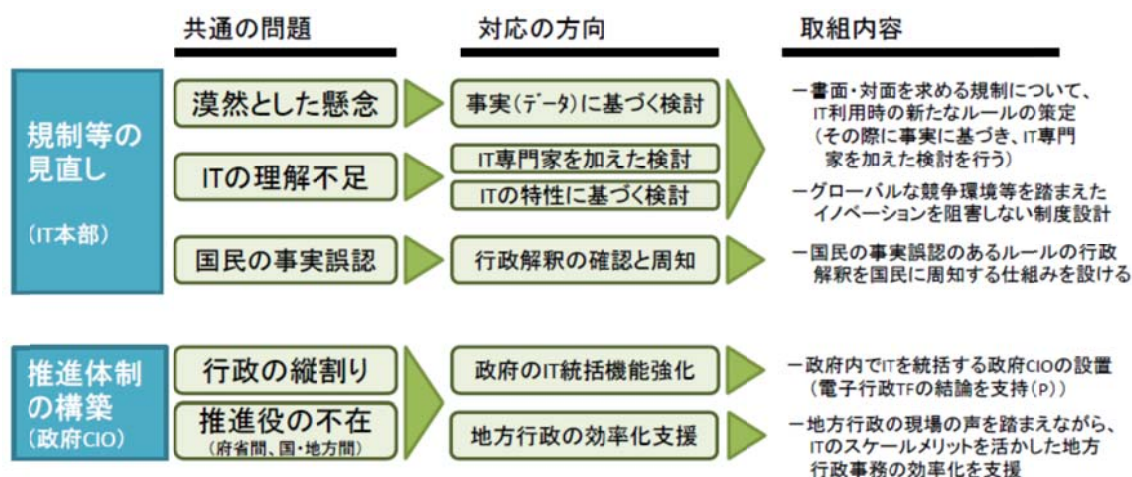 共通の問題
対応の方向
取組内容
規制等の
見直し
(IT本部)
漠然とした懸念
ITの理解不足
国民の事実誤認
事実(データ)に基づく検討
IT専門家を加えた検討
ITの特性に基づく検討
行政解釈の確認と周知
－書面・対面を求める規制について、
IT利用時の新たなルールの策定
(その際に事実に基づき、IT専門
家を加えた検討を行う)
－グローバルな競争環境等を踏まえた
イノベーションを阻害しない制度設計
－国民の事実誤認のあるルールの行政
解釈を国民に周知する仕組みを設ける
推進体制
の構築
(政府CIO)
行政の縦割り
推進役の不在
(府省間、国・地方間)
政府のIT統括機能強化
地方行政の効率化支援
－政府内でITを統括する政府CIOの設置
(電子行政TFの結論を支持(P))
－地方行政の現場の声を踏まえながら、
ITのスケールメリットを活かした地方
行政事務の効率化を支援